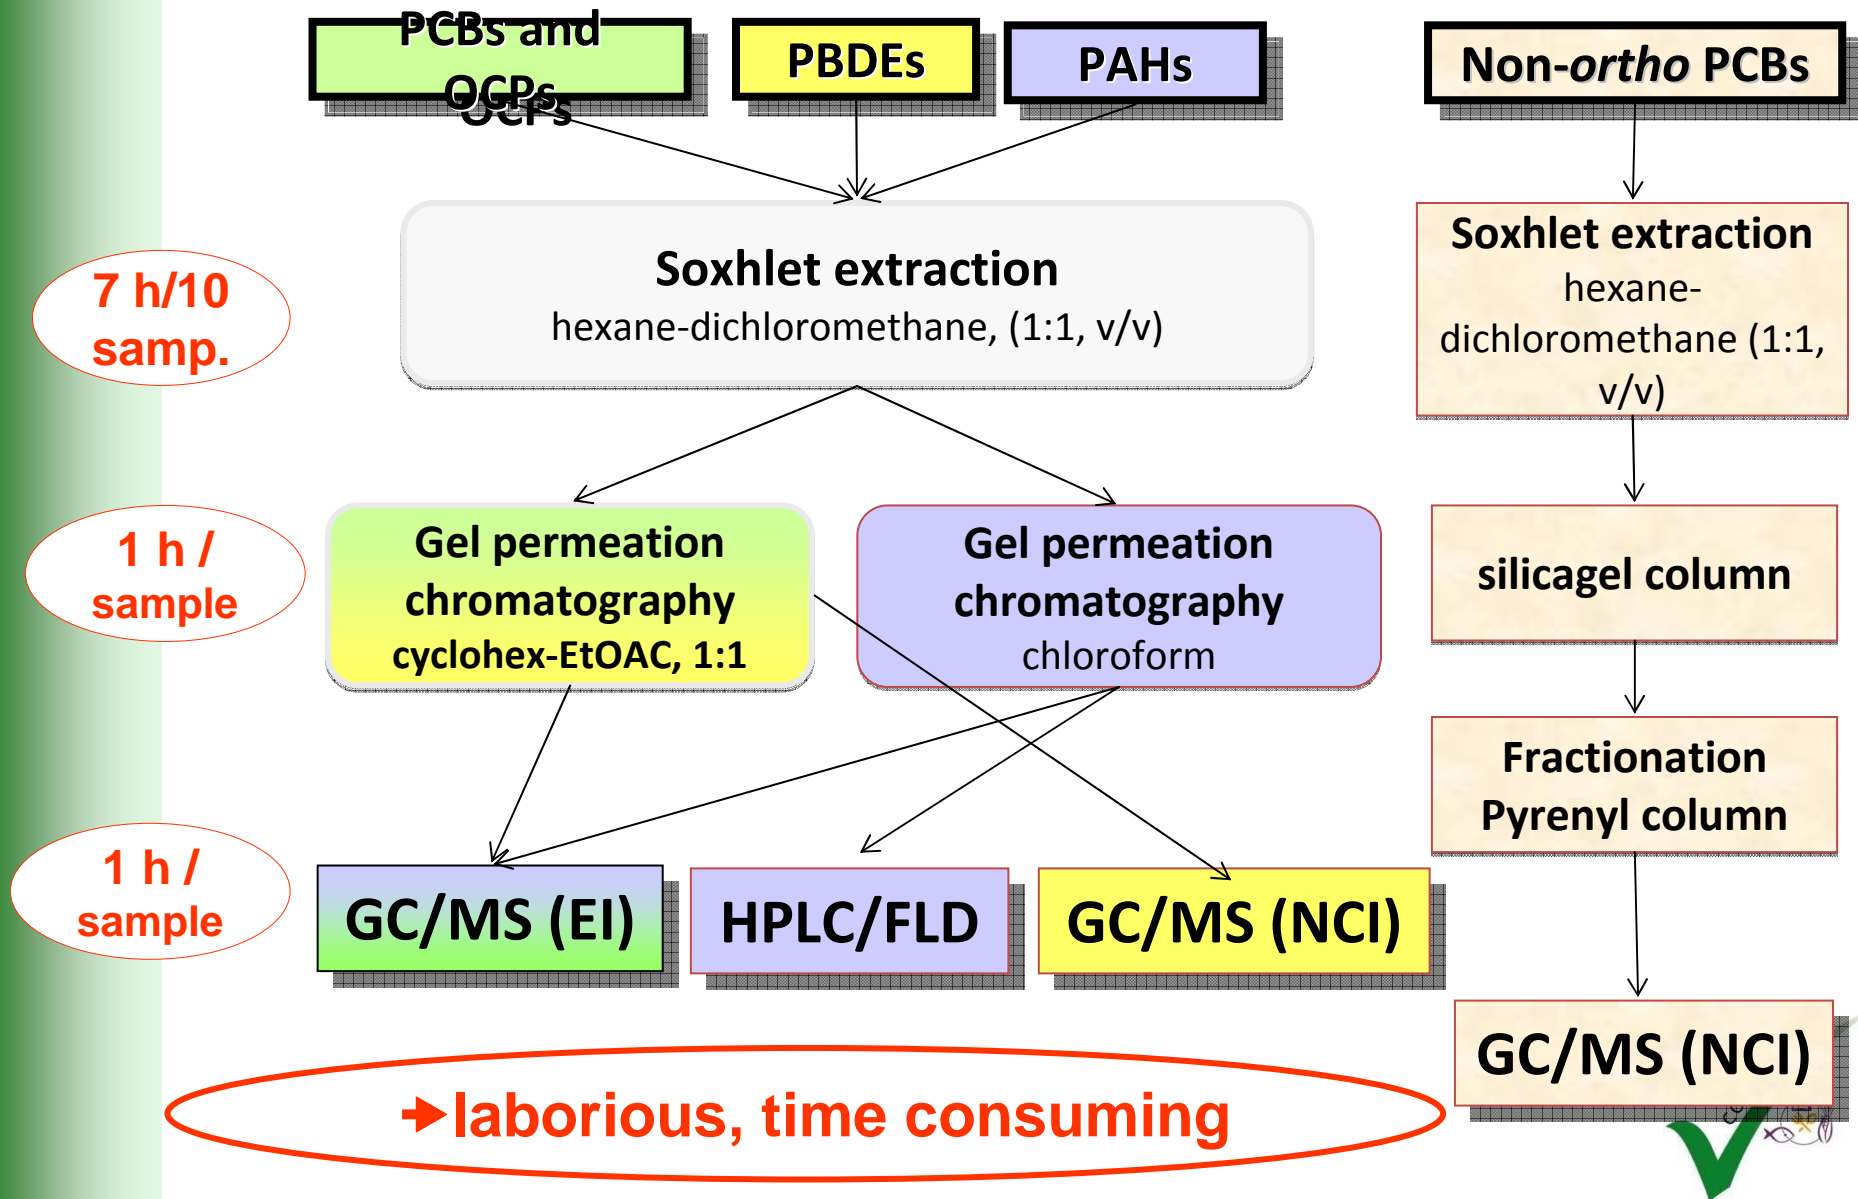 PCBs and
OCPs
PBDEs
PAHs
Non-ortho PCBs
Soxhlet extraction
hexane-dichloromethane, (1:1, v/v)
Soxhlet extraction
hexane-
dichloromethane (1:1,
v/v)
7 h/10
samp.
Gel permeation
chromatography
cyclohex-EtOAC, 1:1
Gel permeation
chromatography
chloroform
silicagel column
1 h /
sample
Fractionation
Pyrenyl column
1 h /
sample
GC/MS (EI)
HPLC/FLD
GC/MS (NCI)
GC/MS (NCI)
➔laborious, time consuming